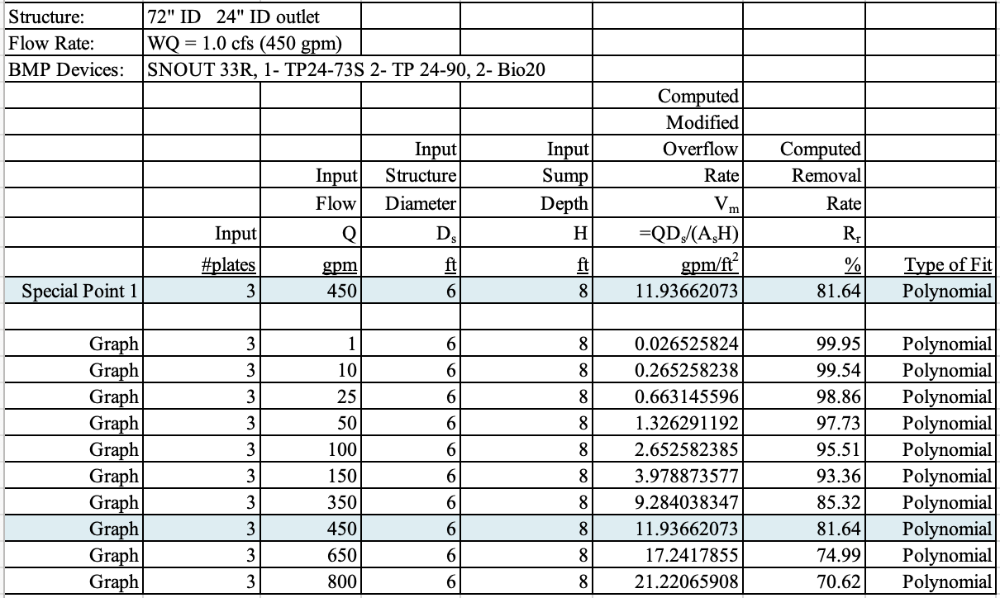 Structure: 72" ID 24" ID outlet
Flow Rate: WQ = 1.0 cfs (450 gpm)
BMP Devices: SNOUT 33R, 1- TP24-73S 2- TP 24-90, 2- Bio20
Computed
Modified
Input Input Overflow Computed
Input Structure Sump Rate Removal
Flow Diameter Depth Vm Rate
Input Q Ds H =QDs/(AsH) Rr
#plates gpm ft ft gpm/ft² % Type of Fit
Special Point 1 3 450 6 8 11.93662073 81.64 Polynomial
Graph 3 1 6 8 0.026525824 99.95 Polynomial
Graph 3 10 6 8 0.265258238 99.54 Polynomial
Graph 3 25 6 8 0.663145596 98.86 Polynomial
Graph 3 50 6 8 1.326291192 97.73 Polynomial
Graph 3 100 6 8 2.652582385 95.51 Polynomial
Graph 3 150 6 8 3.978873577 93.36 Polynomial
Graph 3 350 6 8 9.284038347 85.32 Polynomial
Graph 3 450 6 8 11.93662073 81.64 Polynomial
Graph 3 650 6 8 17.2417855 74.99 Polynomial
Graph 3 800 6 8 21.22065908 70.62 Polynomial